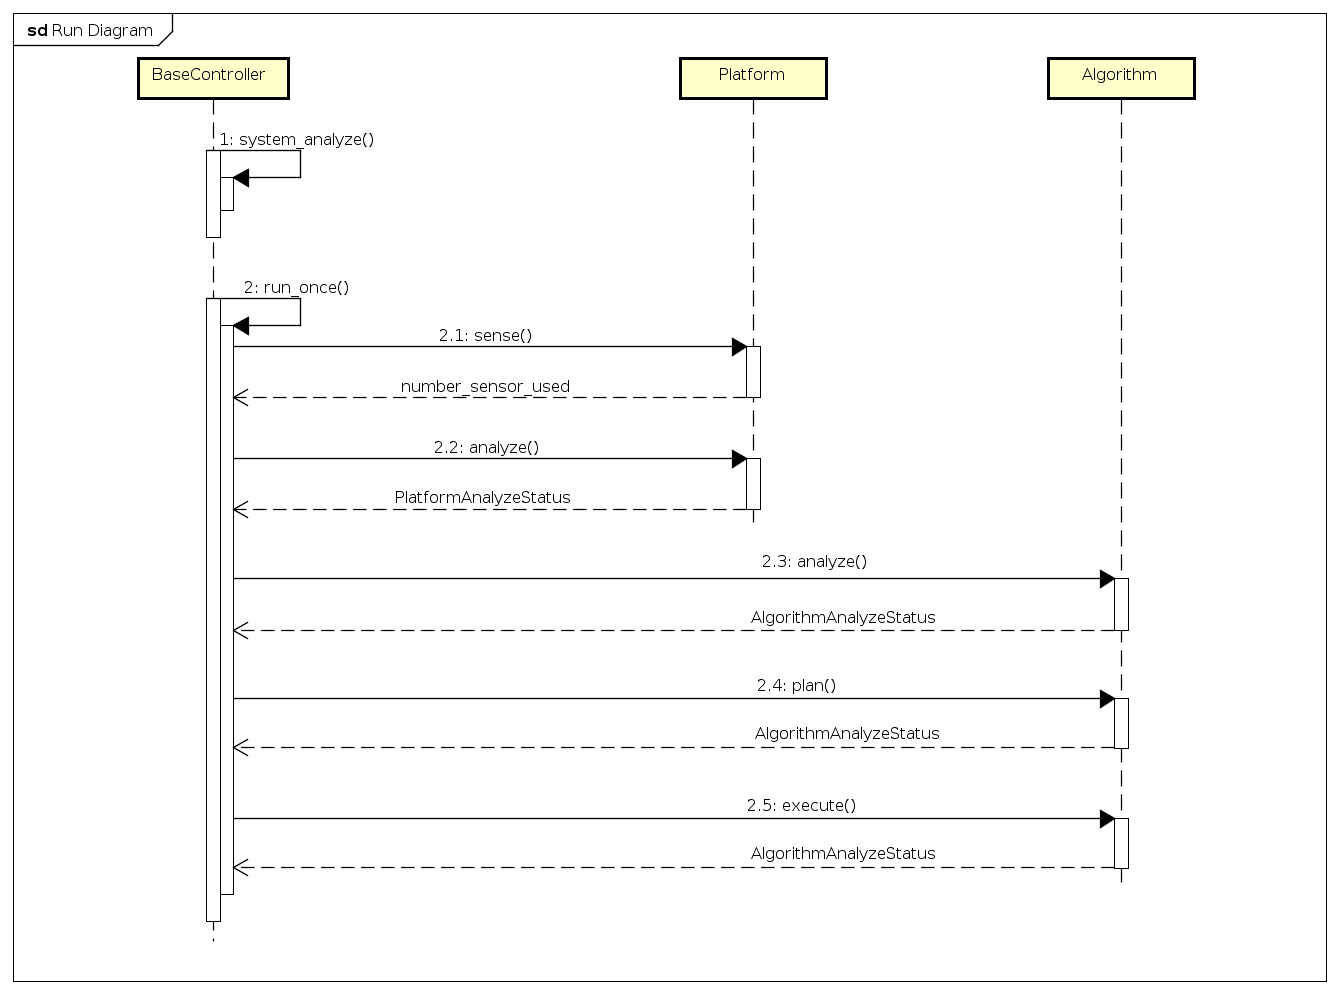 sd Run Diagram
BaseController
Platform
Algorithm
1: system_analyze()
2: run_once()
2.1: sense()
number_sensor_used
2.2: analyze()
PlatformAnalyzeStatus
2.3: analyze()
AlgorithmAnalyzeStatus
2.4: plan()
AlgorithmAnalyzeStatus
2.5: execute()
AlgorithmAnalyzeStatus